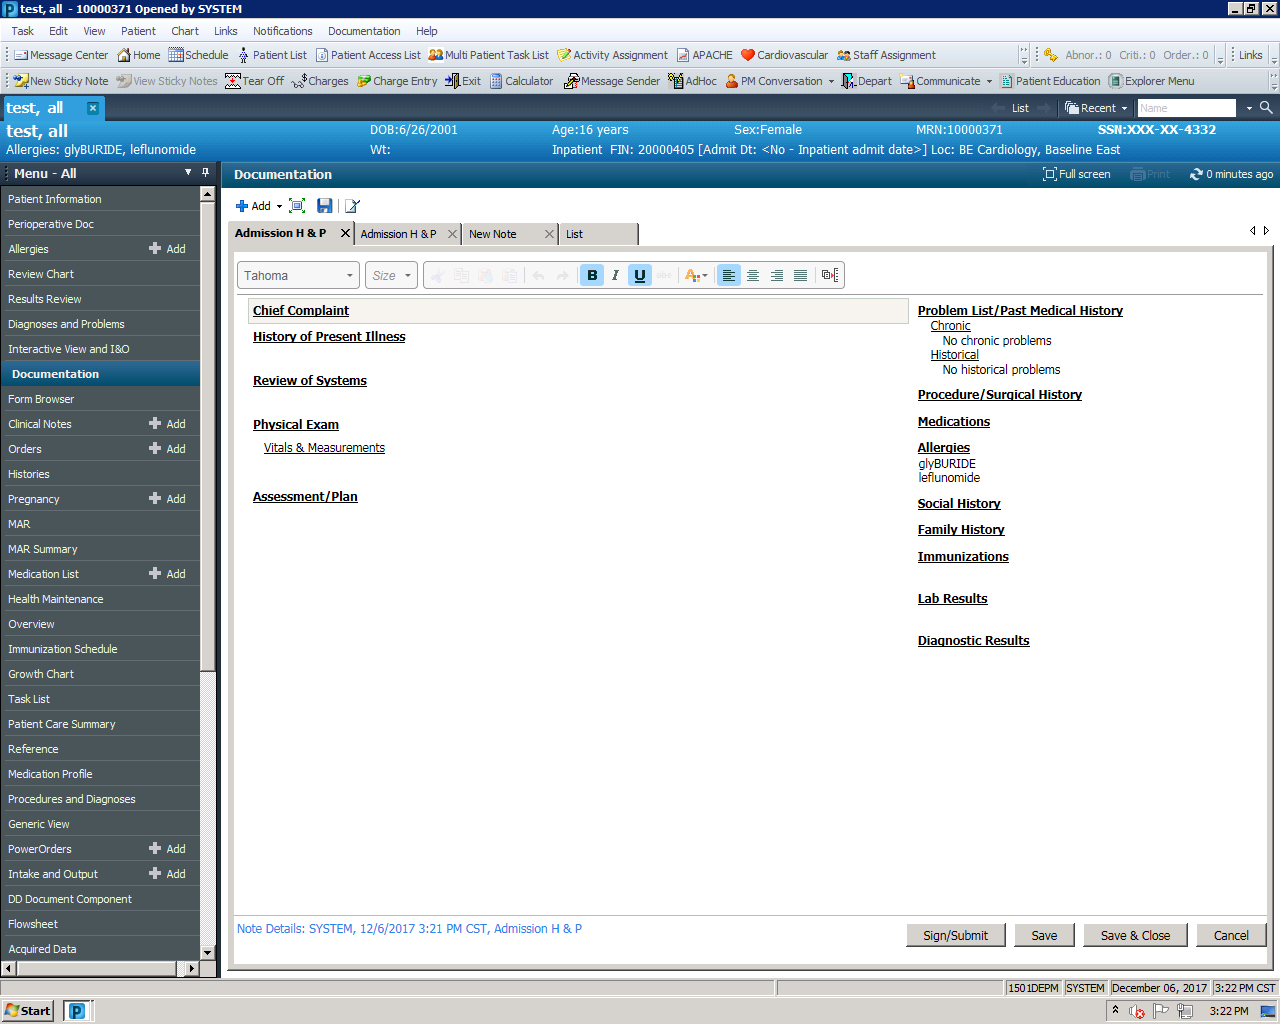 test, all - 10000371 Opened by SYSTEM
Task Edit View Patient Chart Links Notifications Documentation Help
Message Center Home Schedule Patient List Patient Access List Multi Patient Task List Activity Assignment APACHE Cardiovascular Staff Assignment Abnor.: 0 Criti.: 0 Order.: 0 Links
New Sticky Note View Sticky Notes Tear Off Charges Charge Entry Exit Calculator Message Sender AdHoc PM Conversation Depart Communicate Patient Education Explorer Menu
test, all List Recent Name
test, all DOB:6/26/2001 Age:16 years Sex:Female MRN:10000371 SSN:XXX-XX-4332
Allergies: glyBURIDE, leflunomide Wt: Inpatient FIN: 20000405 [Admit Dt: <No - Inpatient admit date>] Loc: BE Cardiology, Baseline East
Menu - All
Patient Information
Perioperative Doc
Allergies Add
Review Chart
Results Review
Diagnoses and Problems
Interactive View and I&O
Documentation
Form Browser
Clinical Notes Add
Orders Add
Histories
Pregnancy Add
MAR
MAR Summary
Medication List Add
Health Maintenance
Overview
Immunization Schedule
Growth Chart
Task List
Patient Care Summary
Reference
Medication Profile
Procedures and Diagnoses
Generic View
PowerOrders Add
Intake and Output Add
DD Document Component
Flowsheet
Acquired Data
Documentation Full screen Print 0 minutes ago
Add
Admission H & P Admission H & P New Note List
Tahoma Size B I U A
Chief Complaint
History of Present Illness
Review of Systems
Physical Exam
Vitals & Measurements
Assessment/Plan
Problem List/Past Medical History
Chronic
No chronic problems
Historical
No historical problems
Procedure/Surgical History
Medications
Allergies
glyBURIDE
leflunomide
Social History
Family History
Immunizations
Lab Results
Diagnostic Results
Note Details: SYSTEM, 12/6/2017 3:21 PM CST, Admission H & P
Sign/Submit Save Save & Close Cancel
1501DEPM SYSTEM December 06, 2017 3:22 PM CST
Start 3:22 PM